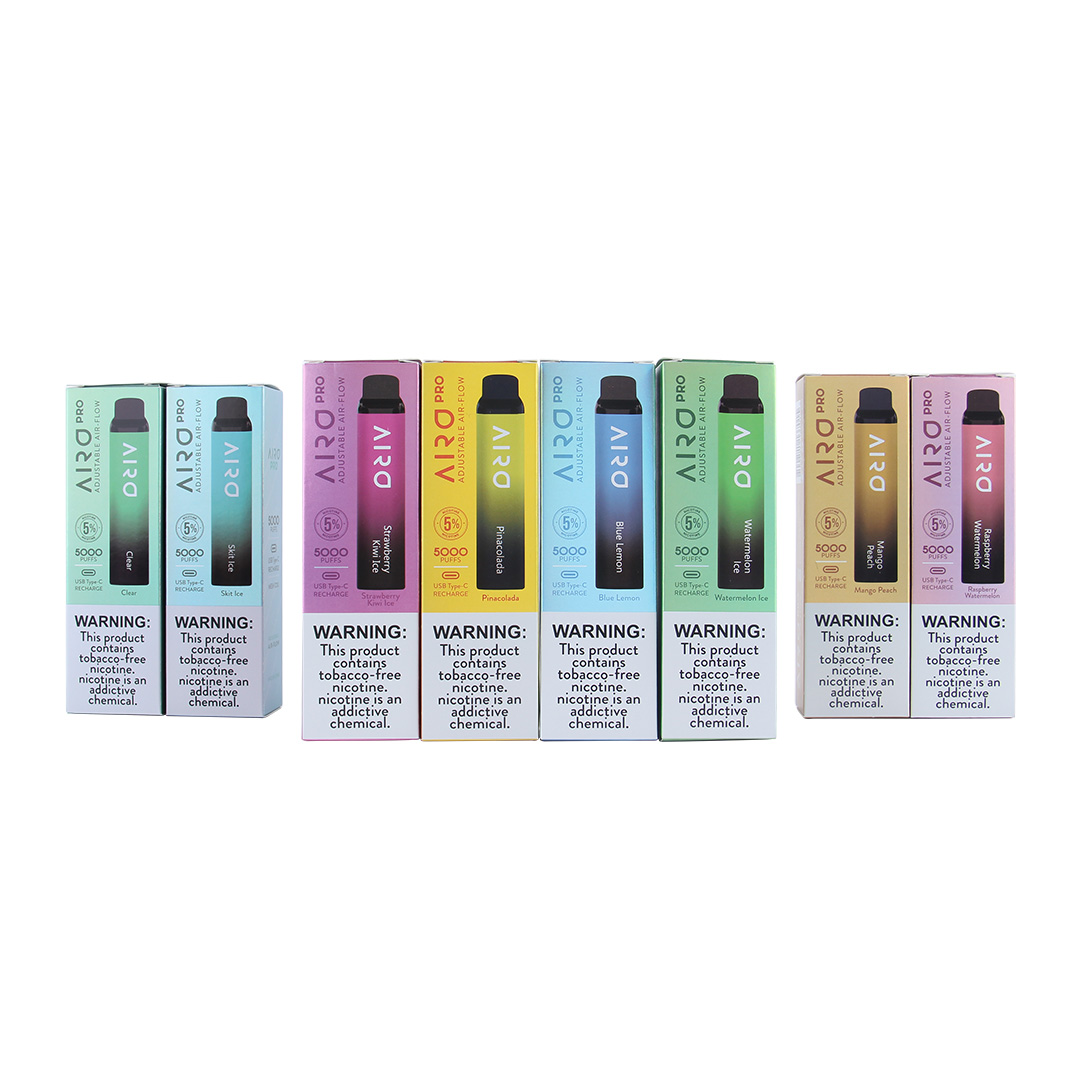 AIRO PRO
ADJUSTABLE AIR-FLOW
AIRO
5%
5000
PUFFS
USB Type-C
RECHARGE
Clear
Clear
WARNING:
This product
contains
tobacco-free
nicotine.
nicotine is an
addictive
chemical.
AIRO PRO
ADJUSTABLE AIR-FLOW
AIRO
5%
5000
PUFFS
USB Type-C
RECHARGE
Skit Ice
Skit Ice
WARNING:
This product
contains
tobacco-free
nicotine.
nicotine is an
addictive
chemical.
AIRO
PRO
5000
PUFFS
AIRO PRO
ADJUSTABLE AIR-FLOW
AIRO
5%
5000
PUFFS
USB Type-C
RECHARGE
Strawberry
Kiwi Ice
Strawberry
Kiwi Ice
WARNING:
This product
contains
tobacco-free
nicotine.
nicotine is an
addictive
chemical.
AIRO PRO
ADJUSTABLE AIR-FLOW
AIRO
5%
5000
PUFFS
USB Type-C
RECHARGE
Pinacolada
Pinacolada
WARNING:
This product
contains
tobacco-free
nicotine.
nicotine is an
addictive
chemical.
AIRO PRO
ADJUSTABLE AIR-FLOW
AIRO
5%
5000
PUFFS
USB Type-C
RECHARGE
Blue Lemon
Blue Lemon
WARNING:
This product
contains
tobacco-free
nicotine.
nicotine is an
addictive
chemical.
AIRO PRO
ADJUSTABLE AIR-FLOW
AIRO
5%
5000
PUFFS
USB Type-C
RECHARGE
Watermelon
Ice
Watermelon Ice
WARNING:
This product
contains
tobacco-free
nicotine.
nicotine is an
addictive
chemical.
AIRO PRO
ADJUSTABLE AIR-FLOW
AIRO
5%
5000
PUFFS
USB Type-C
RECHARGE
Mango
Peach
Mango Peach
WARNING:
This product
contains
tobacco-free
nicotine.
nicotine is an
addictive
chemical.
AIRO PRO
ADJUSTABLE AIR-FLOW
AIRO
5%
5000
PUFFS
USB Type-C
RECHARGE
Raspberry
Watermelon
Raspberry
Watermelon
WARNING:
This product
contains
tobacco-free
nicotine.
nicotine is an
addictive
chemical.